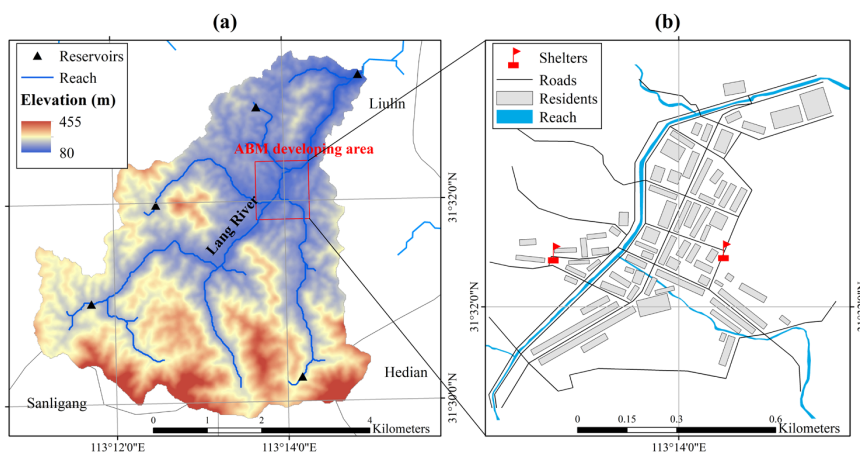 (a)
Reservoirs
Reach
Elevation (m)
455
80
Liulin
ABM developing area
Lang River
Hedian
Sanligang
0 1 2 4
Kilometers
113°12'0"E 113°14'0"E
31°32'0"N
31°30'0"N
(b)
Shelters
Roads
Residents
Reach
31°32'0"N
0 0.15 0.3 0.6
Kilometers
113°14'0"E